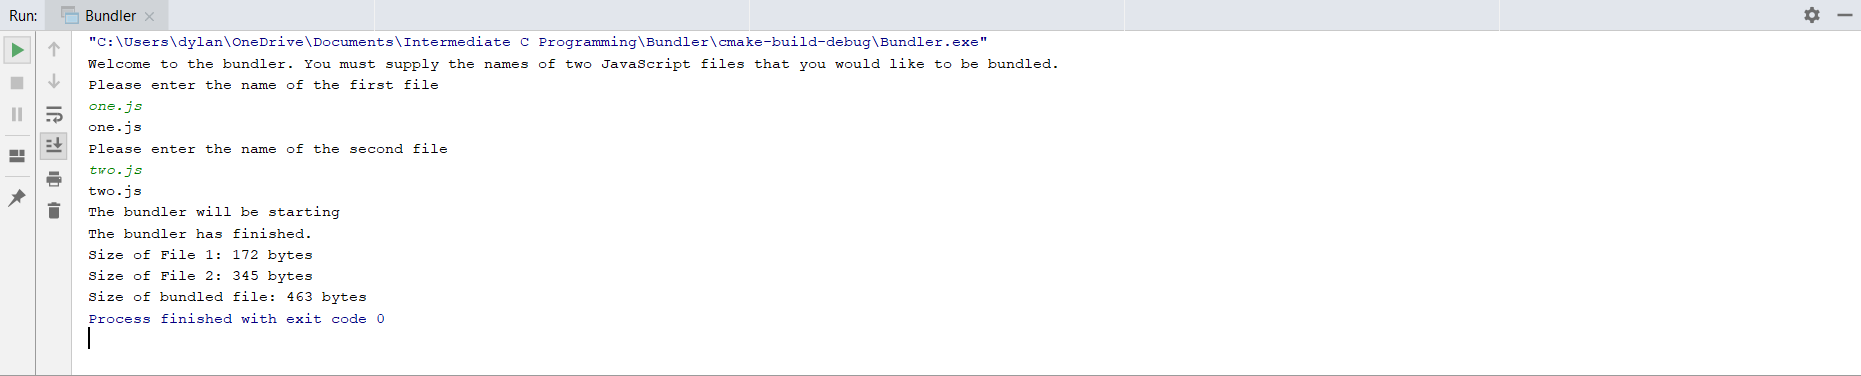 Run: Bundler
"C:\Users\dylan\OneDrive\Documents\Intermediate C Programming\Bundler\cmake-build-debug\Bundler.exe"
Welcome to the bundler. You must supply the names of two JavaScript files that you would like to be bundled.
Please enter the name of the first file
one.js
one.js
Please enter the name of the second file
two.js
two.js
The bundler will be starting
The bundler has finished.
Size of File 1: 172 bytes
Size of File 2: 345 bytes
Size of bundled file: 463 bytes
Process finished with exit code 0